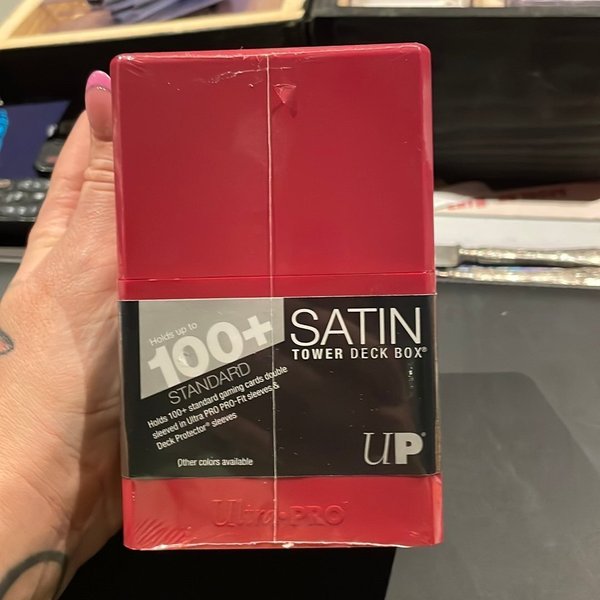 Holds up to
100+
STANDARD
Holds 100+ standard gaming cards double
sleeved in Ultra PRO PRO-Fit sleeves &
Deck Protector® sleeves
Other colors available
SATIN
TOWER DECK BOX®
UP®
Ultra•PRO™